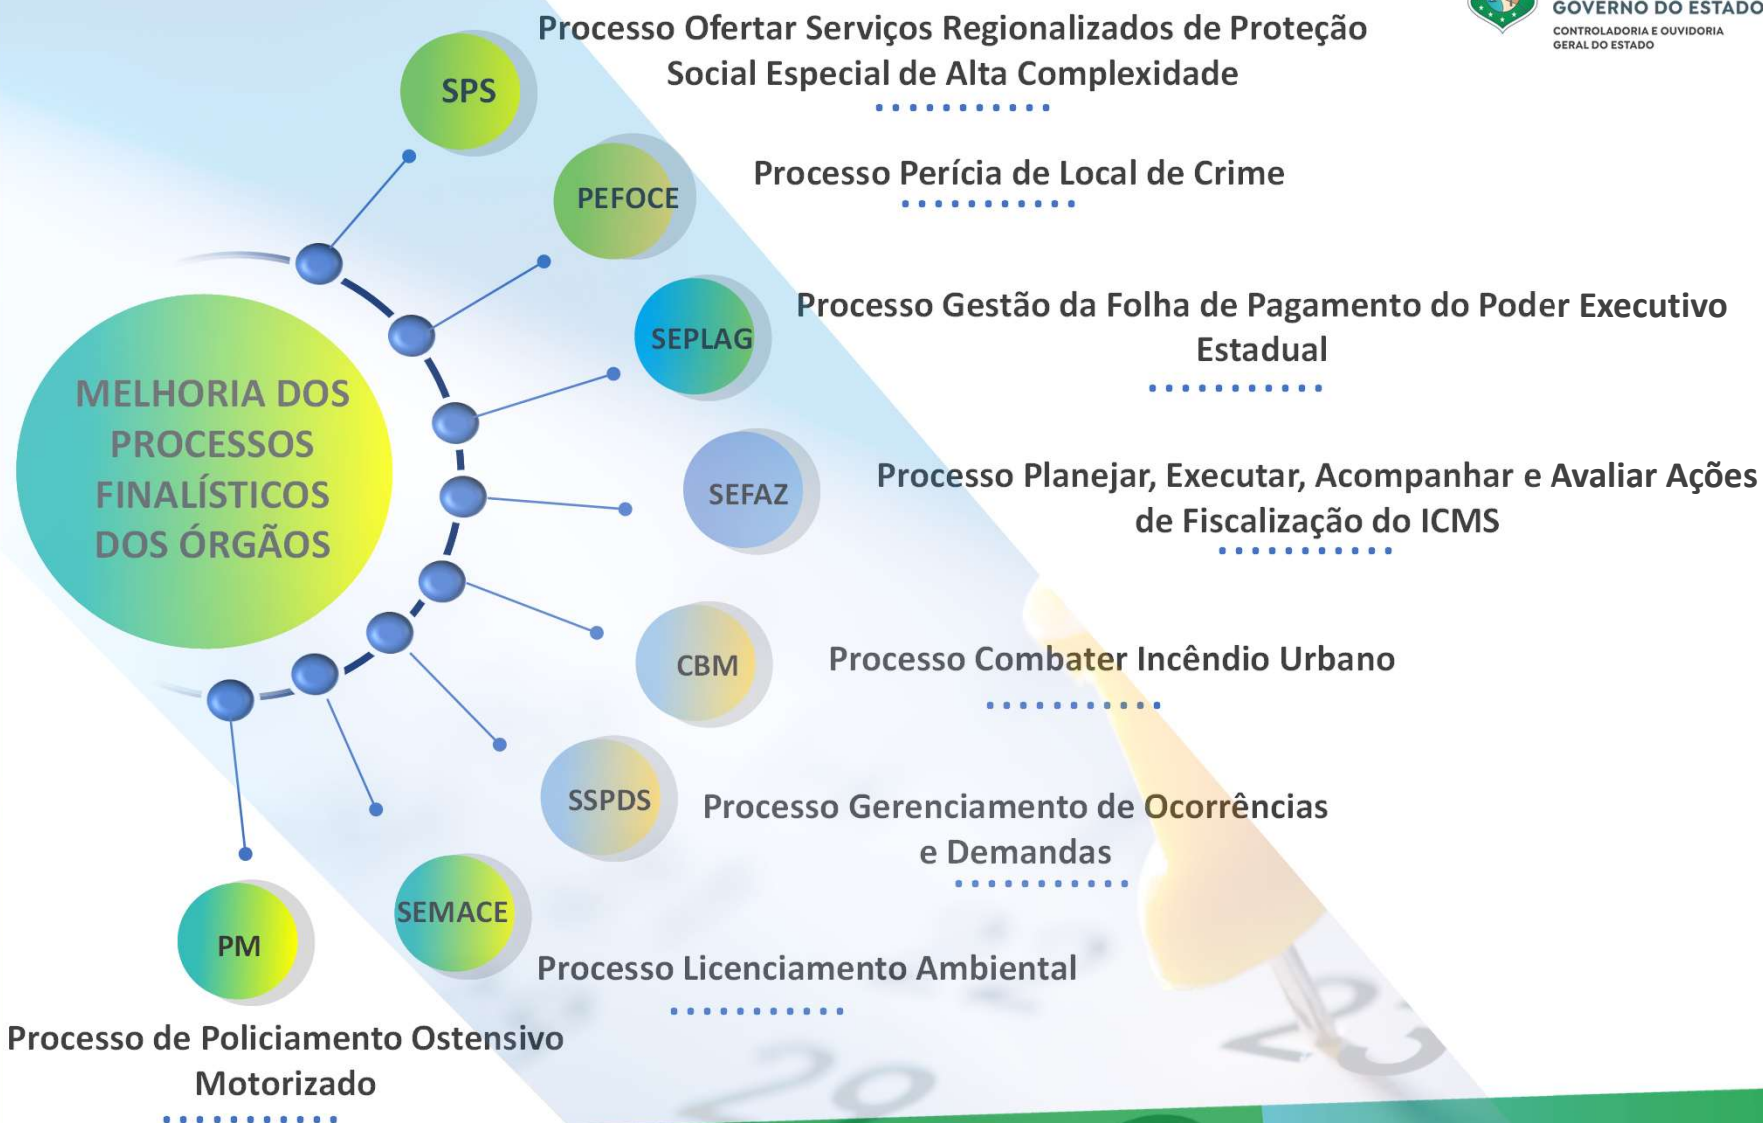 GOVERNO DO ESTADO
CONTROLADORIA E OUVIDORIA
GERAL DO ESTADO
Processo Ofertar Serviços Regionalizados de Proteção
Social Especial de Alta Complexidade
SPS
Processo Perícia de Local de Crime
PEFOCE
Processo Gestão da Folha de Pagamento do Poder Executivo
Estadual
SEPLAG
MELHORIA DOS
PROCESSOS
FINALÍSTICOS
DOS ÓRGÃOS
Processo Planejar, Executar, Acompanhar e Avaliar Ações
de Fiscalização do ICMS
SEFAZ
CBM
Processo Combater Incêndio Urbano
SSPDS
Processo Gerenciamento de Ocorrências
e Demandas
SEMACE
Processo Licenciamento Ambiental
PM
Processo de Policiamento Ostensivo
Motorizado
23
29